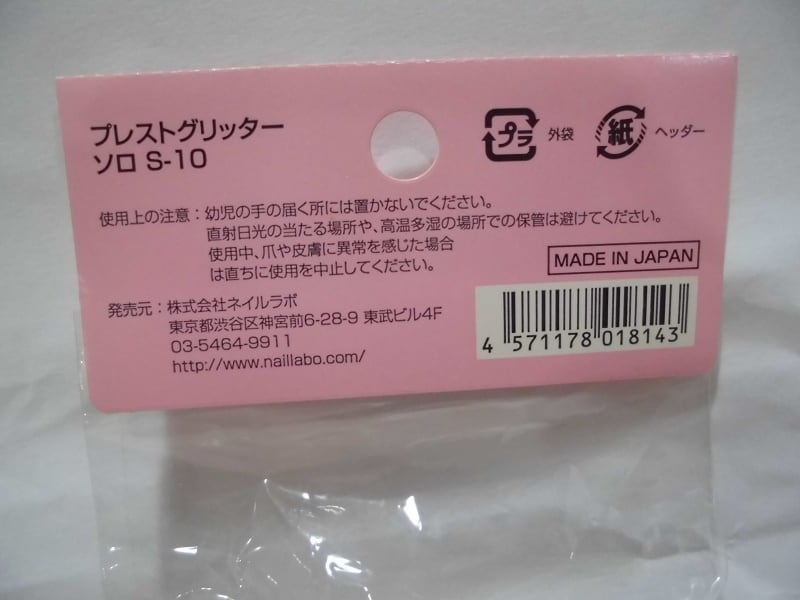 プレストグリッター
ソロ S-10
プラ 外袋
紙 ヘッダー
使用上の注意：幼児の手の届く所には置かないでください。
直射日光の当たる場所や、高温多湿の場所での保管は避けてください。
使用中、爪や皮膚に異常を感じた場合
は直ちに使用を中止してください。
MADE IN JAPAN
発売元：株式会社ネイルラボ
東京都渋谷区神宮前6-28-9 東武ビル4F
03-5464-9911
http://www.naillabo.com/
4 571178 018143